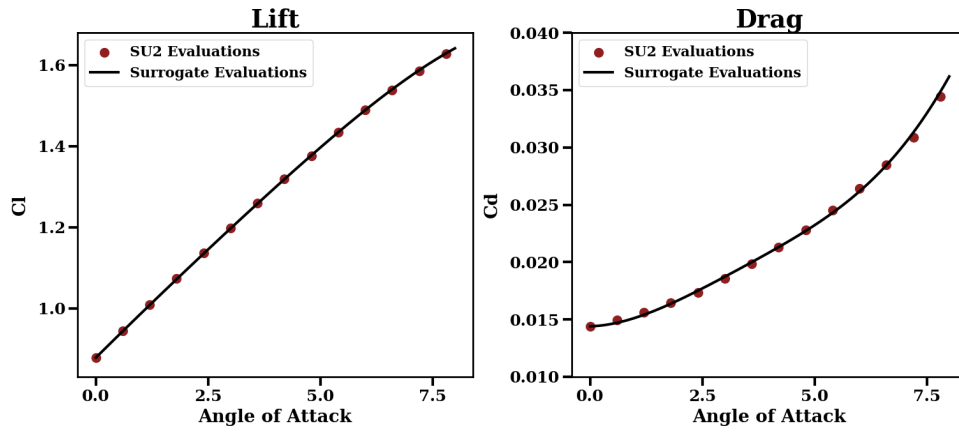 Lift
SU2 Evaluations
Surrogate Evaluations
1.6
1.4
1.2
1.0
Cl
0.0
2.5
5.0
7.5
Angle of Attack
Drag
SU2 Evaluations
Surrogate Evaluations
0.040
0.035
0.030
0.025
0.020
0.015
0.010
Cd
0.0
2.5
5.0
7.5
Angle of Attack